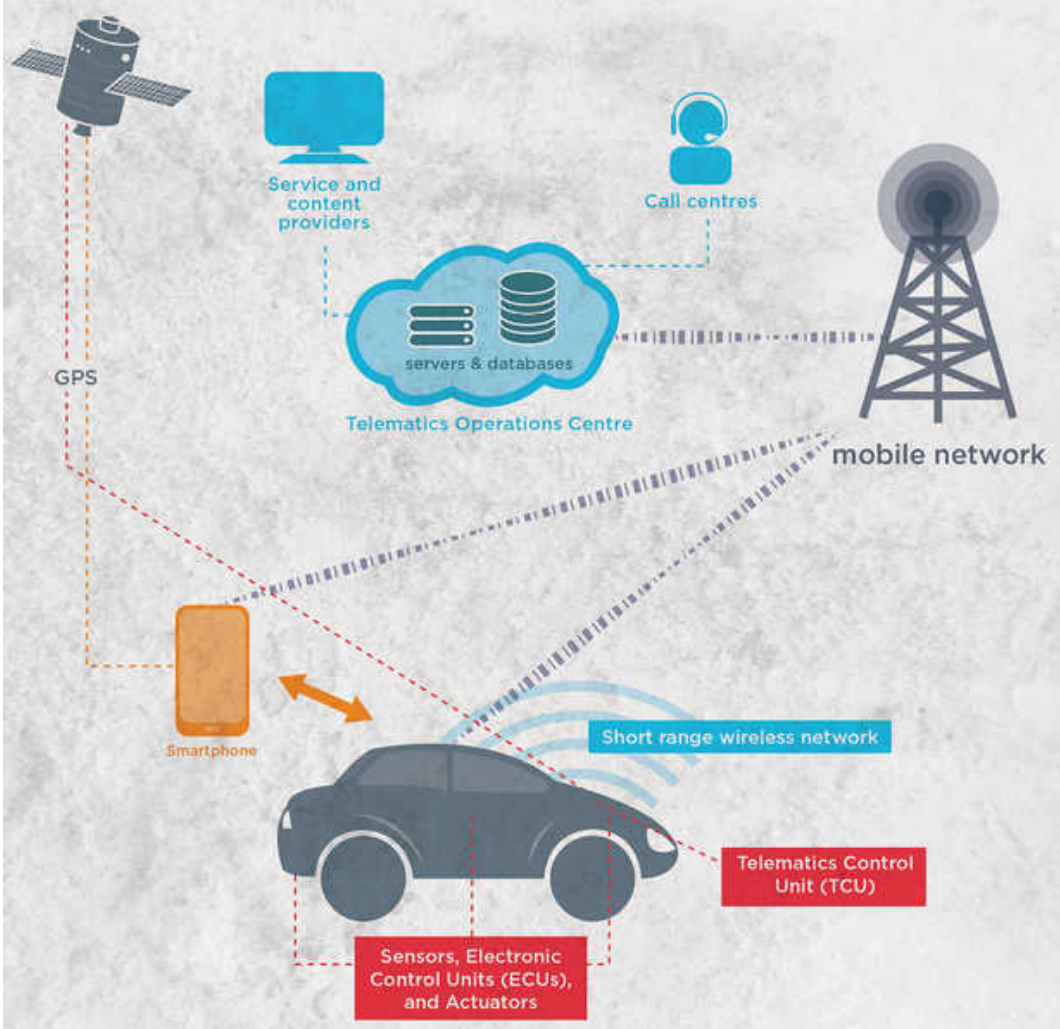 Service and
content
providers
Call centres
servers & databases
Telematics Operations Centre
GPS
mobile network
Smartphone
Short range wireless network
Telematics Control
Unit (TCU)
Sensors, Electronic
Control Units (ECUs),
and Actuators